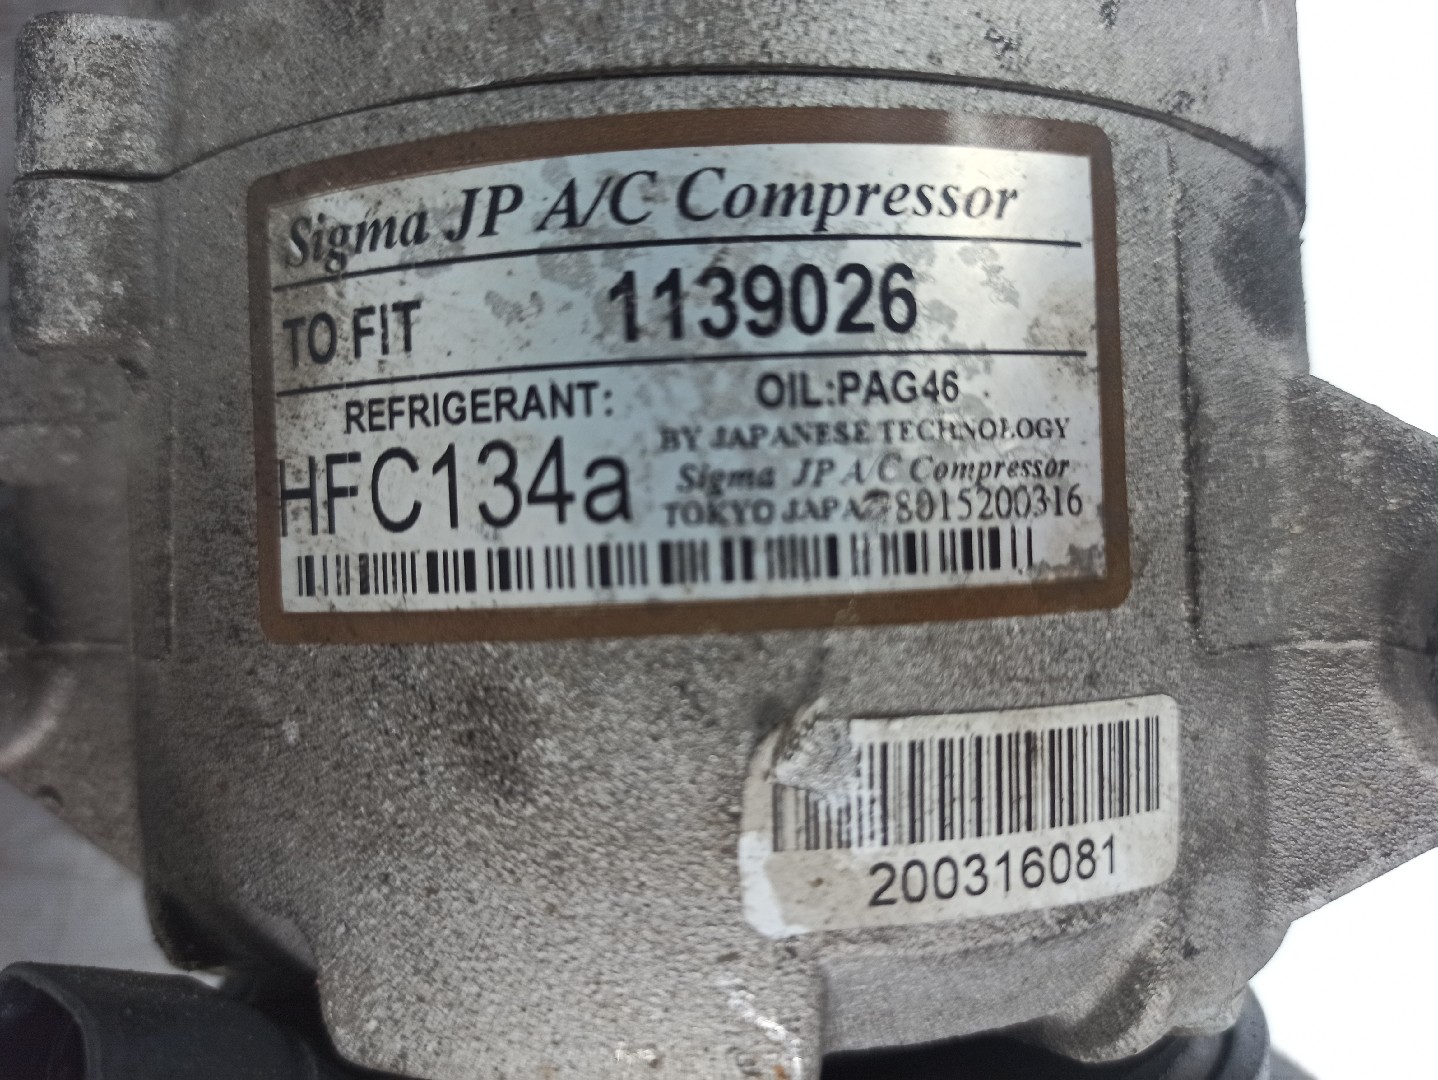 Sigma JP A/C Compressor
TO FIT 1139026
REFRIGERANT: OIL:PAG46
HFC134a
BY JAPANESE TECHNOLOGY
Sigma JP A/C Compressor
TOKYO 8015200316
200316081